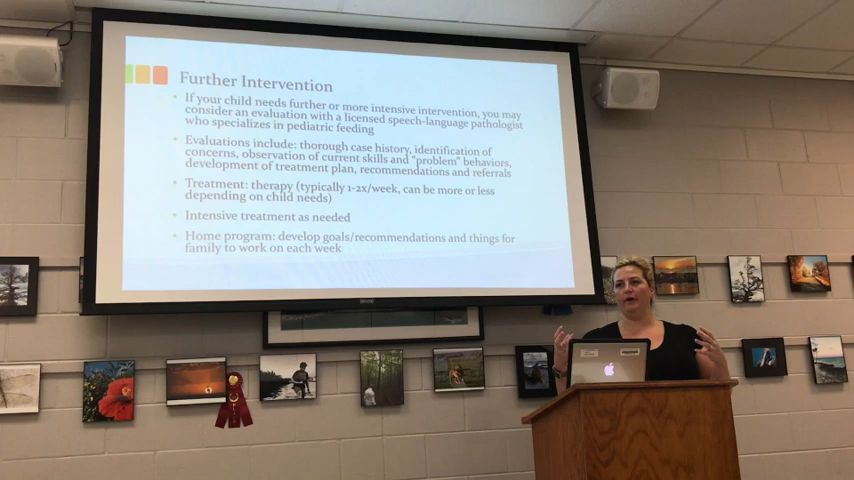 Further Intervention
• If your child needs further or more intensive intervention, you may
consider an evaluation with a licensed speech-language pathologist
who specializes in pediatric feeding
• Evaluations include: thorough case history, identification of
concerns, observation of current skills and "problem" behaviors,
development of treatment plan, recommendations and referrals
• Treatment: therapy (typically 1-2x/week, can be more or less
depending on child needs)
• Intensive treatment as needed
• Home program: develop goals/recommendations and things for
family to work on each week